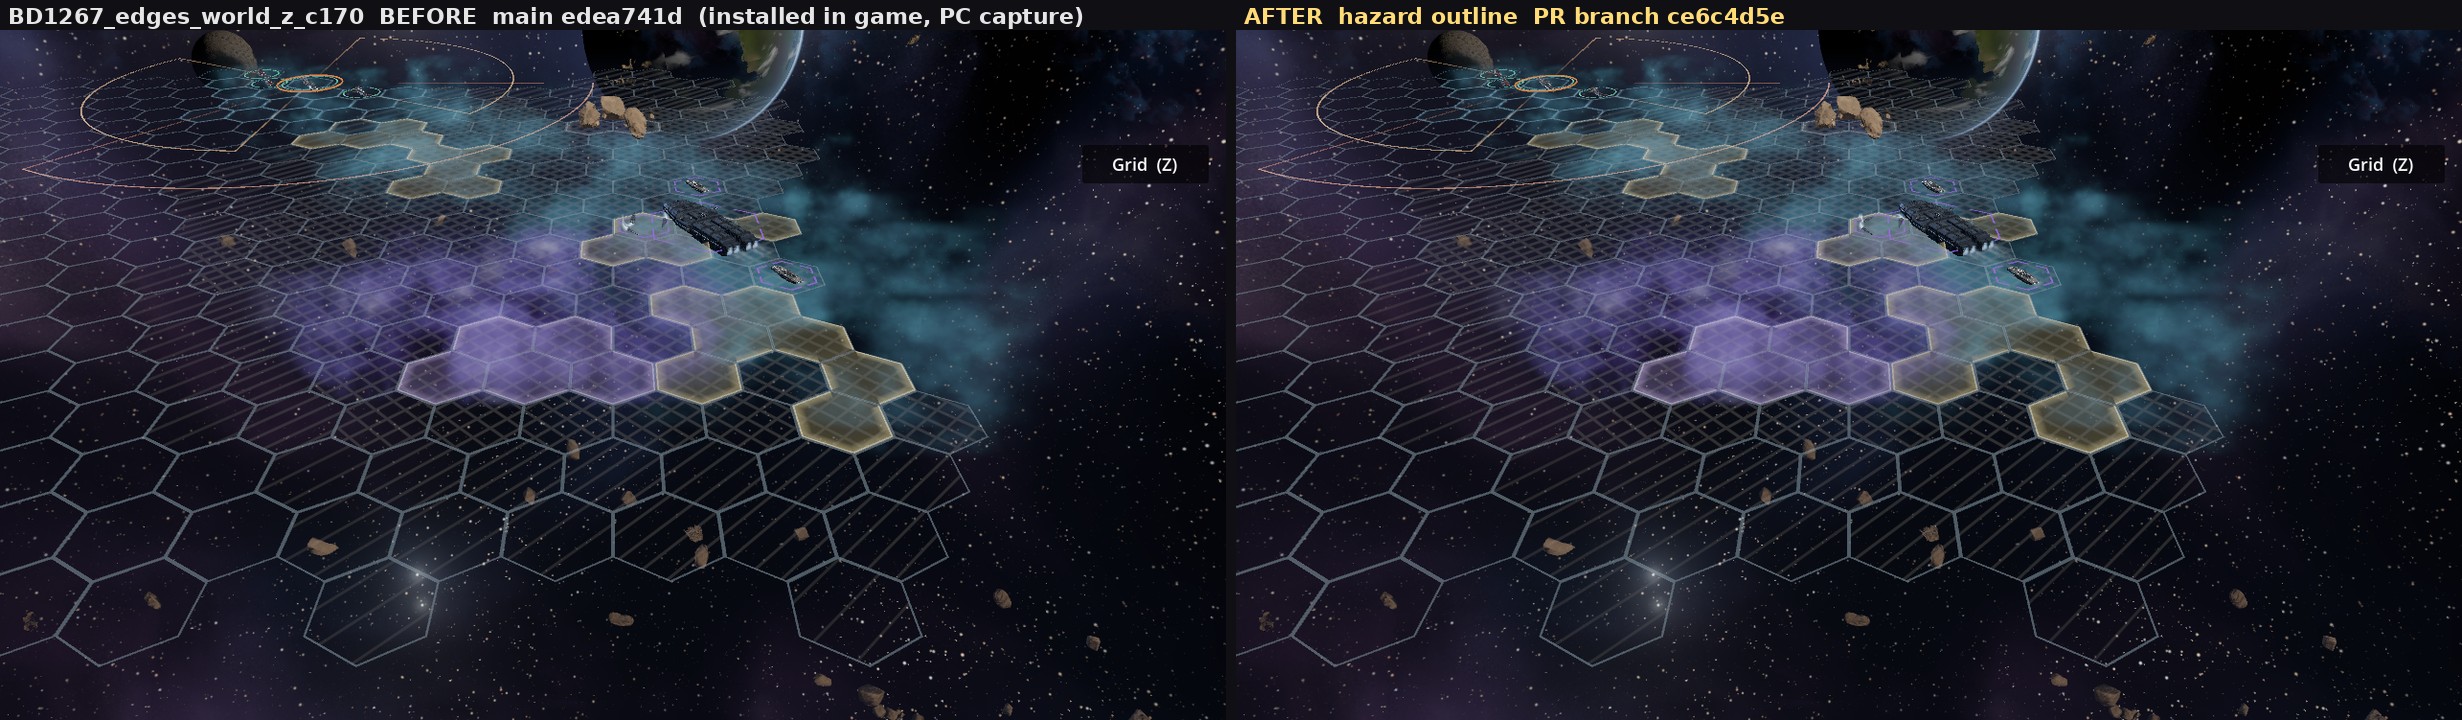 BD1267_edges_world_z_c170 BEFORE main edea741d (installed in game, PC capture)
AFTER hazard outline PR branch ce6c4d5e
Grid (Z)
Grid (Z)